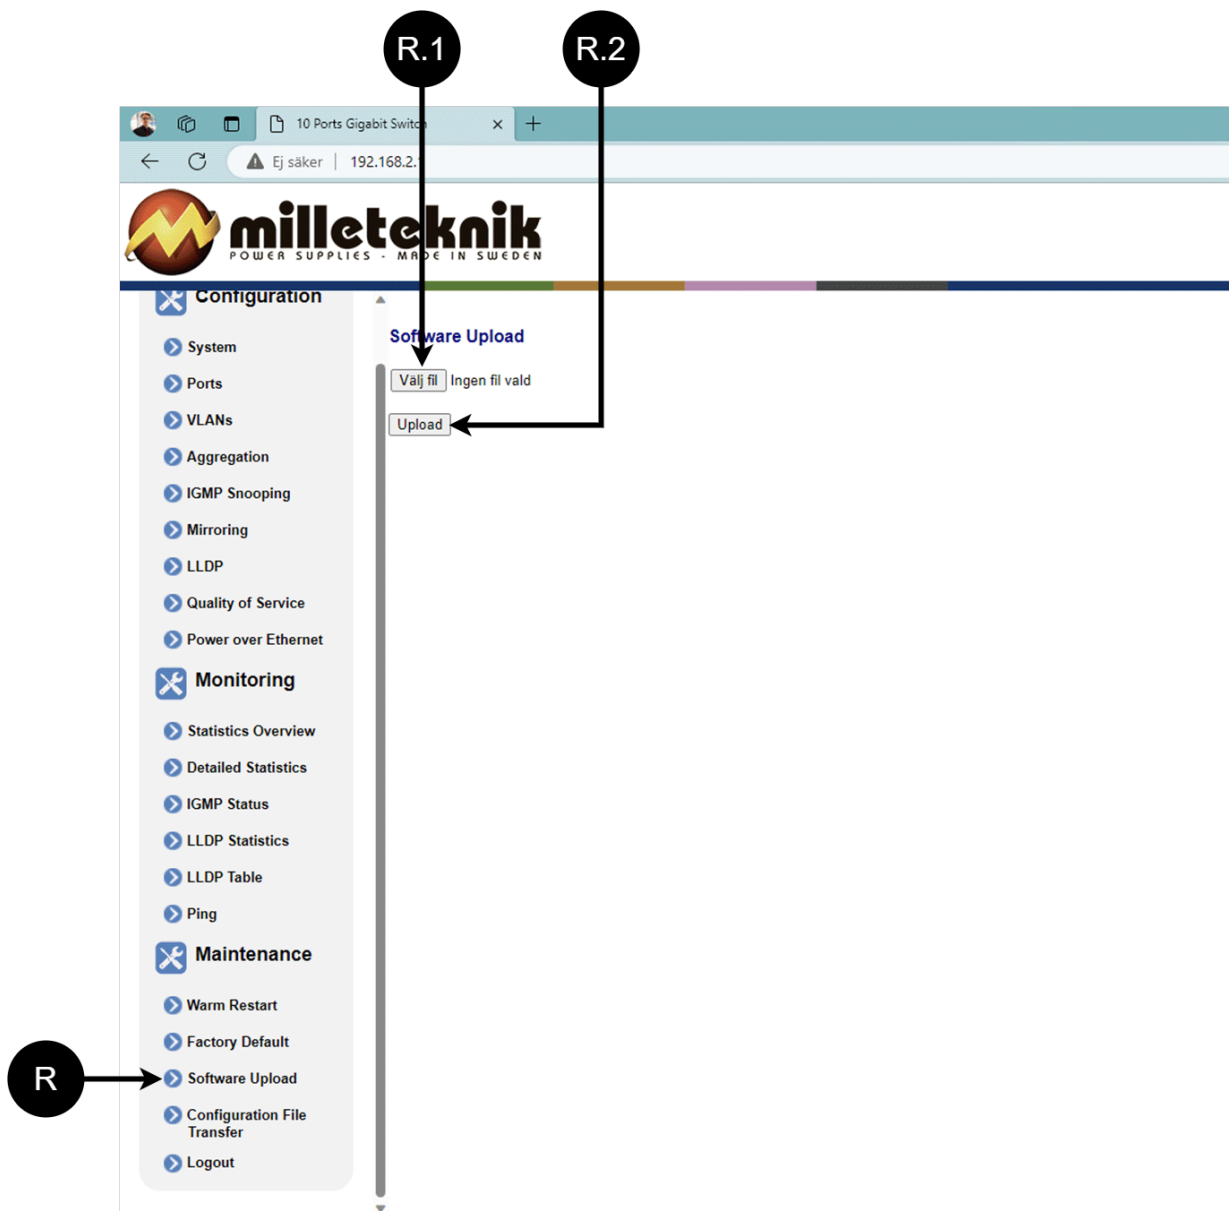 R.1
R.2
10 Ports Gigabit Switch
Ej säker
192.168.2.
milleteknik
POWER SUPPLIES - MADE IN SWEDEN
Configuration
System
Ports
VLANs
Aggregation
IGMP Snooping
Mirroring
LLDP
Quality of Service
Power over Ethernet
Monitoring
Statistics Overview
Detailed Statistics
IGMP Status
LLDP Statistics
LLDP Table
Ping
Maintenance
Warm Restart
Factory Default
Software Upload
Configuration File
Transfer
Logout
Software Upload
Välj fil Ingen fil vald
Upload
R